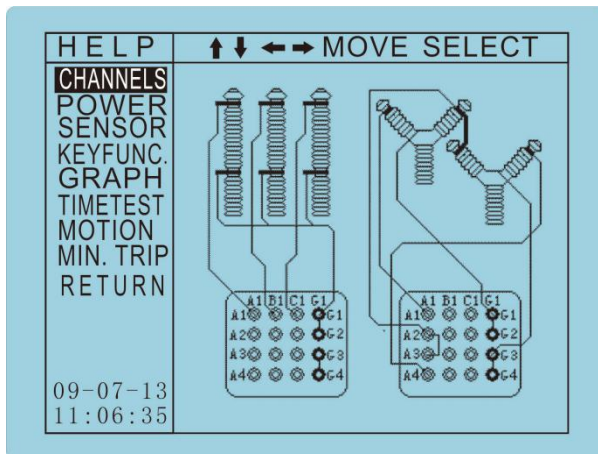 HELP ↑ ↓ ← → MOVE SELECT
CHANNELS
POWER
SENSOR
KEYFUNC.
GRAPH
TIMETEST
MOTION
MIN. TRIP
RETURN
09-07-13
11:06:35
A1 B1 C1 G1
A1 G1
A2 G2
A3 G3
A4 G4
A1 B1 C1 G1
A1 G1
A2 G2
A3 G3
A4 G4